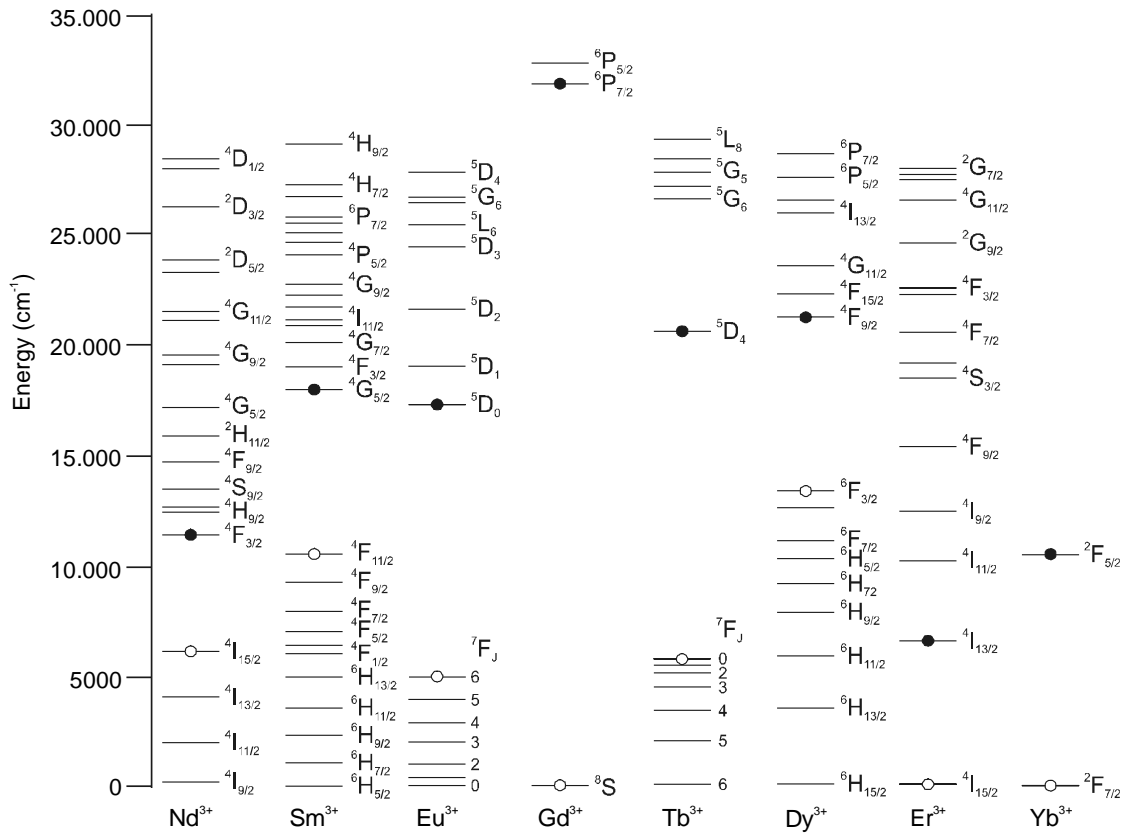 35.000
30.000
25.000
20.000
15.000
10.000
5000
0
Energy (cm⁻¹)
⁴D₁/₂
²D₃/₂
²D₅/₂
⁴G₁₁/₂
⁴G₉/₂
⁴G₅/₂
²H₁₁/₂
⁴F₉/₂
⁴S₉/₂
⁴H₉/₂
⁴F₃/₂
⁴I₁₅/₂
⁴I₁₃/₂
⁴I₁₁/₂
⁴I₉/₂
Nd³⁺
⁴H₉/₂
⁴H₇/₂
⁶P₇/₂
⁴P₅/₂
⁴G₉/₂
⁴I₁₁/₂
⁴G₇/₂
⁴F₃/₂
⁴G₅/₂
⁴F₁₁/₂
⁴F₉/₂
⁴F₇/₂
⁴F₅/₂
⁴F₁/₂
⁶H₁₃/₂
⁶H₁₁/₂
⁶H₉/₂
⁶H₇/₂
⁶H₅/₂
Sm³⁺
⁵D₄
⁵G₆
⁵L₆
⁵D₃
⁵D₂
⁵D₁
⁵D₀
⁷F_J
6
5
4
3
2
0
Eu³⁺
⁶P₅/₂
⁶P₇/₂
⁸S
Gd³⁺
⁵L₈
⁵G₅
⁵G₆
⁵D₄
⁷F_J
0
2
3
4
5
6
Tb³⁺
⁶P₇/₂
⁶P₅/₂
⁴I₁₃/₂
⁴G₁₁/₂
⁴F₁₅/₂
⁴F₉/₂
⁶F₃/₂
⁶F₇/₂
⁶H₅/₂
⁶H₇₂
⁶H₉/₂
⁶H₁₁/₂
⁶H₁₃/₂
⁶H₁₅/₂
Dy³⁺
²G₇/₂
⁴G₁₁/₂
²G₉/₂
⁴F₃/₂
⁴F₇/₂
⁴S₃/₂
⁴F₉/₂
⁴I₉/₂
⁴I₁₁/₂
⁴I₁₃/₂
⁴I₁₅/₂
Er³⁺
²F₅/₂
²F₇/₂
Yb³⁺